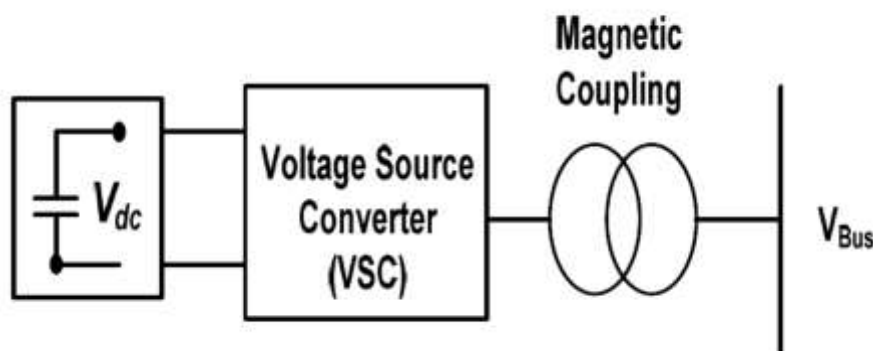 Magnetic
Coupling
Vdc
Voltage Source
Converter
(VSC)
VBus